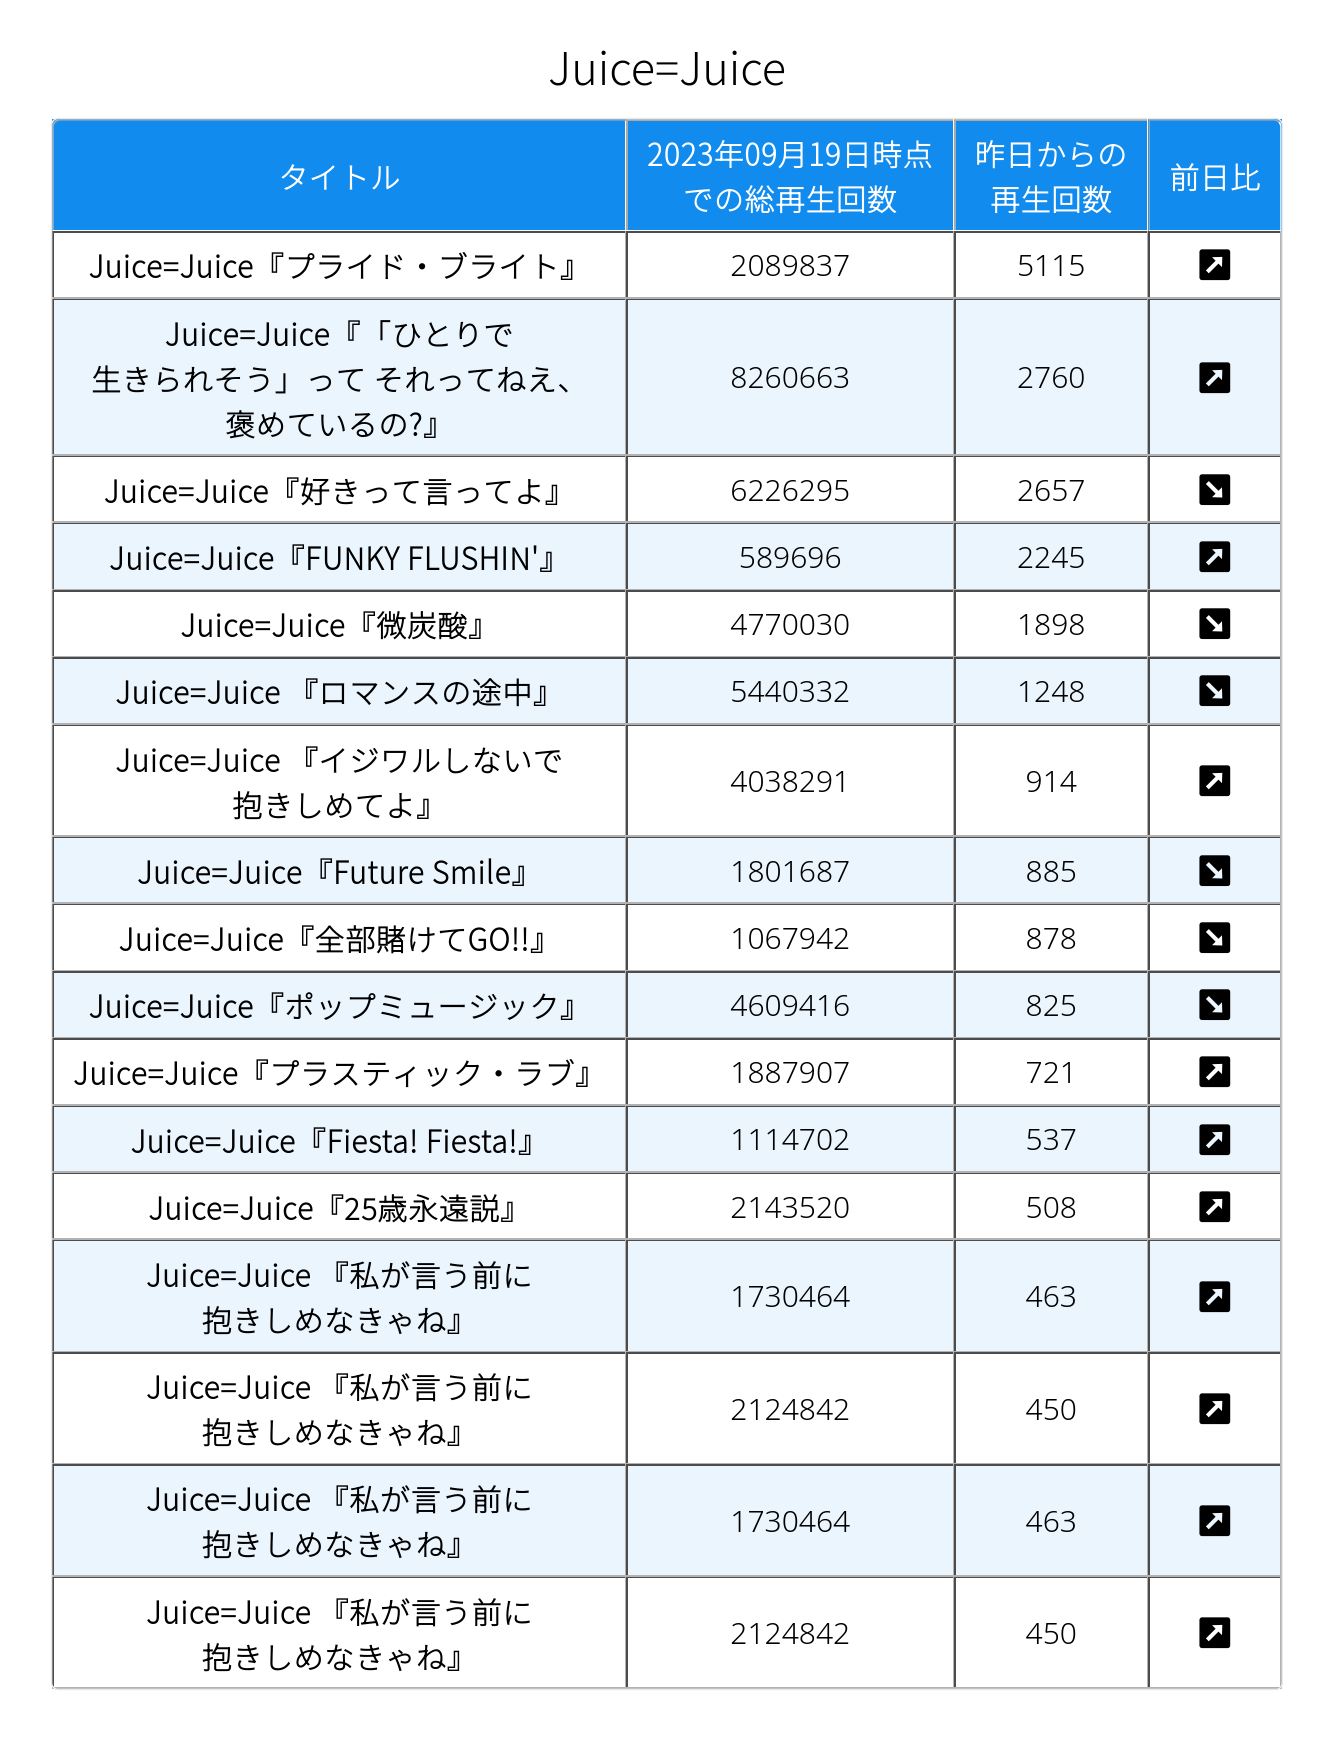 Juice=Juice
タイトル
2023年09月19日時点
での総再生回数
昨日からの
再生回数
前日比
Juice=Juice『プライド・ブライト』
2089837
5115
Juice=Juice『「ひとりで
生きられそう」って それってねえ、
褒めているの?』
8260663
2760
Juice=Juice『好きって言ってよ』
6226295
2657
Juice=Juice『FUNKY FLUSHIN'』
589696
2245
Juice=Juice『微炭酸』
4770030
1898
Juice=Juice 『ロマンスの途中』
5440332
1248
Juice=Juice 『イジワルしないで
抱きしめてよ』
4038291
914
Juice=Juice『Future Smile』
1801687
885
Juice=Juice『全部賭けてGO!!』
1067942
878
Juice=Juice『ポップミュージック』
4609416
825
Juice=Juice『プラスティック・ラブ』
1887907
721
Juice=Juice『Fiesta! Fiesta!』
1114702
537
Juice=Juice『25歳永遠説』
2143520
508
Juice=Juice 『私が言う前に
抱きしめなきゃね』
1730464
463
Juice=Juice 『私が言う前に
抱きしめなきゃね』
2124842
450
Juice=Juice 『私が言う前に
抱きしめなきゃね』
1730464
463
Juice=Juice 『私が言う前に
抱きしめなきゃね』
2124842
450